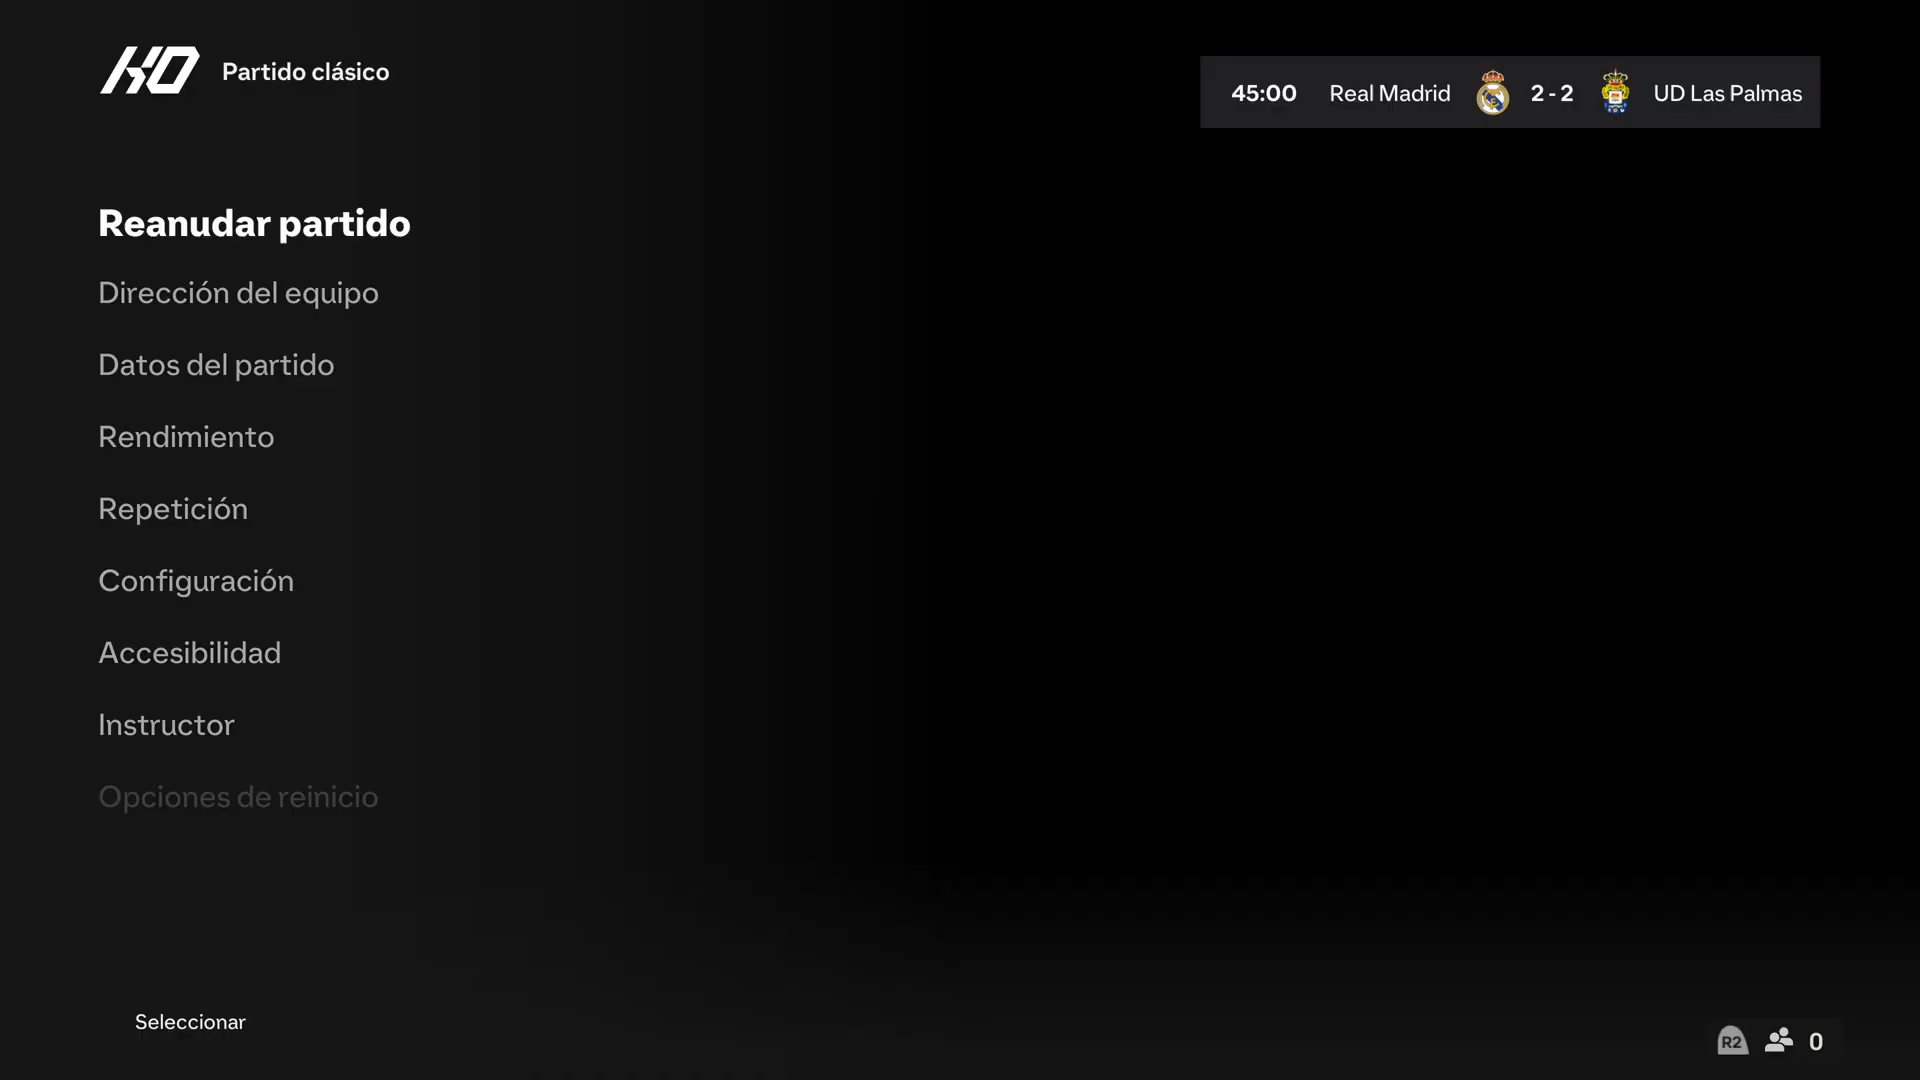 KO Partido clásico
45:00 Real Madrid 2 - 2 UD Las Palmas
Reanudar partido
Dirección del equipo
Datos del partido
Rendimiento
Repetición
Configuración
Accesibilidad
Instructor
Opciones de reinicio
Seleccionar
R2 0